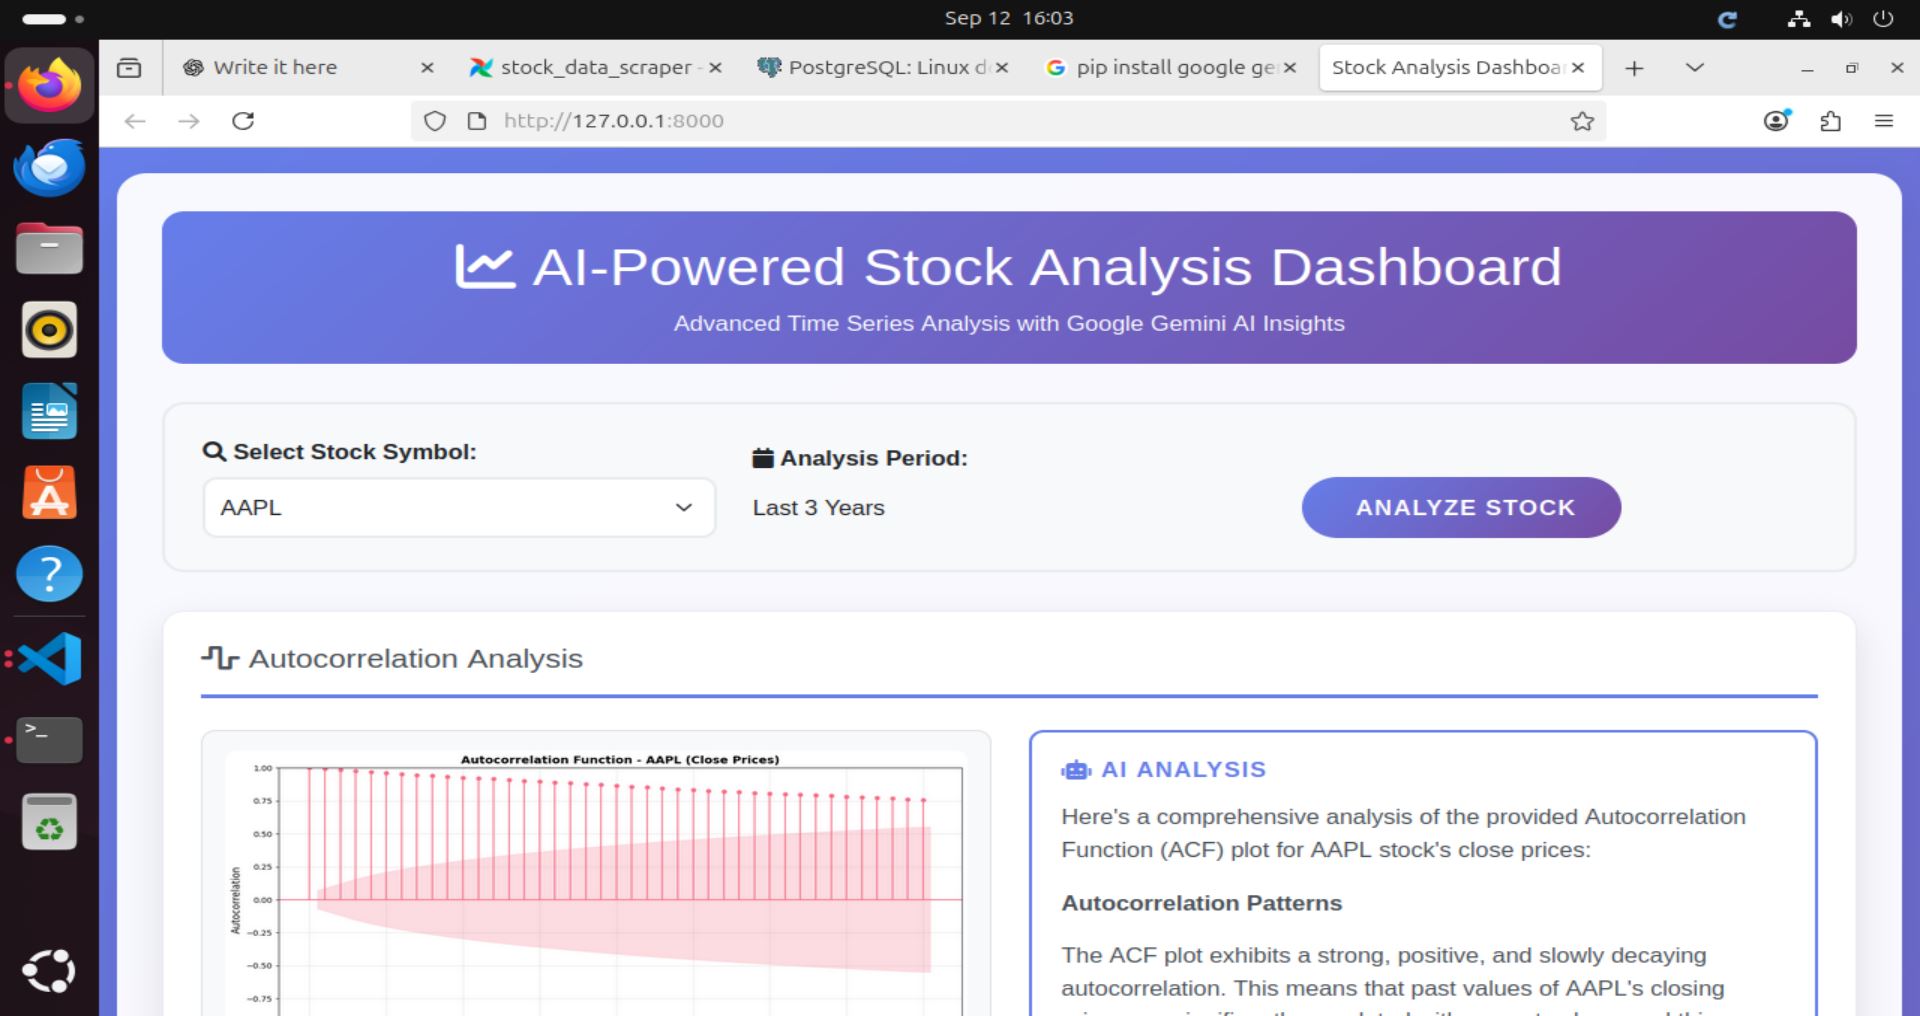 Sep 12 16:03
Write it here
stock_data_scraper -
PostgreSQL: Linux
pip install google
Stock Analysis
http://127.0.0.1:8000
AI-Powered Stock Analysis Dashboard
Advanced Time Series Analysis with Google Gemini AI Insights
Select Stock Symbol:
Analysis Period:
AAPL
Last 3 Years
ANALYZE STOCK
Autocorrelation Analysis
Autocorrelation Function - AAPL (Close Prices)
1.00
0.75
0.50
0.25
0.00
−0.25
−0.50
−0.75
Autocorrelation
AI ANALYSIS
Here's a comprehensive analysis of the provided Autocorrelation
Function (ACF) plot for AAPL stock's close prices:
Autocorrelation Patterns
The ACF plot exhibits a strong, positive, and slowly decaying
autocorrelation. This means that past values of AAPL's closing